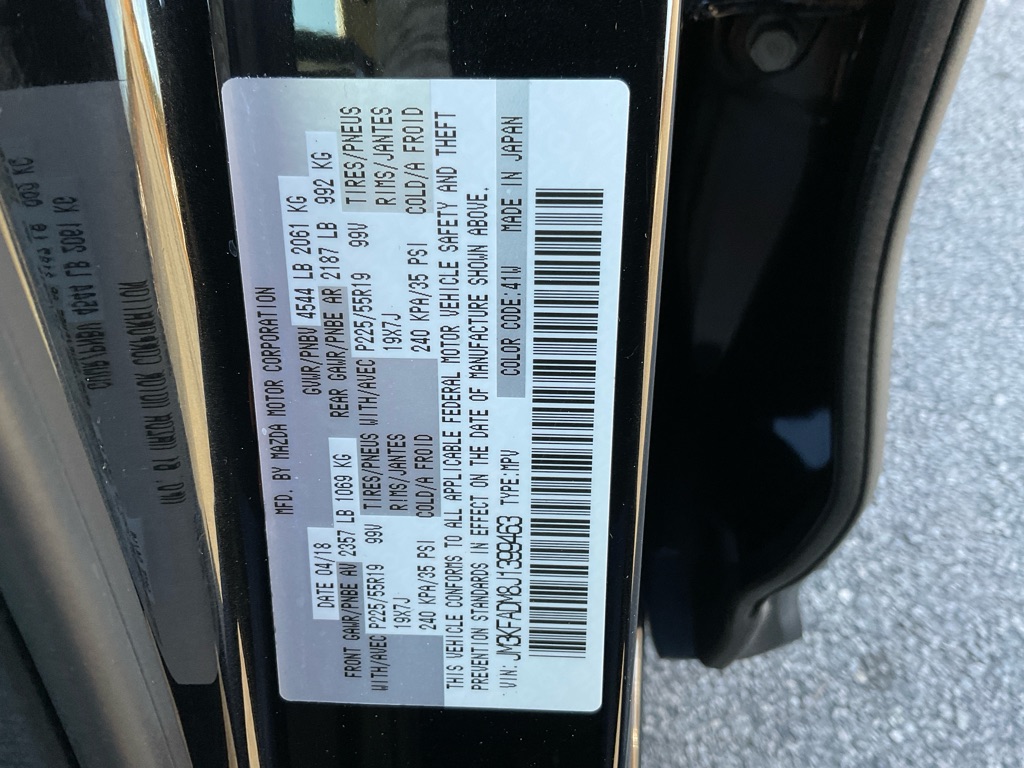 MFD. BY MAZDA MOTOR CORPORATION
DATE 04/18 GVWR/PNBV 4544 LB 2061 KG
FRONT GAWR/PNBE AV 2357 LB 1069 KG REAR GAWR/PNBE AR 2187 LB 992 KG
WITH/AVEC P225/55R19 99V TIRES/PNEUS WITH/AVEC P225/55R19 99V TIRES/PNEUS
19X7J RIMS/JANTES 19X7J RIMS/JANTES
240 KPA/35 PSI COLD/A FROID 240 KPA/35 PSI COLD/A FROID
THIS VEHICLE CONFORMS TO ALL APPLICABLE FEDERAL MOTOR VEHICLE SAFETY AND THEFT
PREVENTION STANDARDS IN EFFECT ON THE DATE OF MANUFACTURE SHOWN ABOVE.
VIN: JM3KFADM8J1399463 TYPE:MPV COLOR CODE:41W MADE IN JAPAN